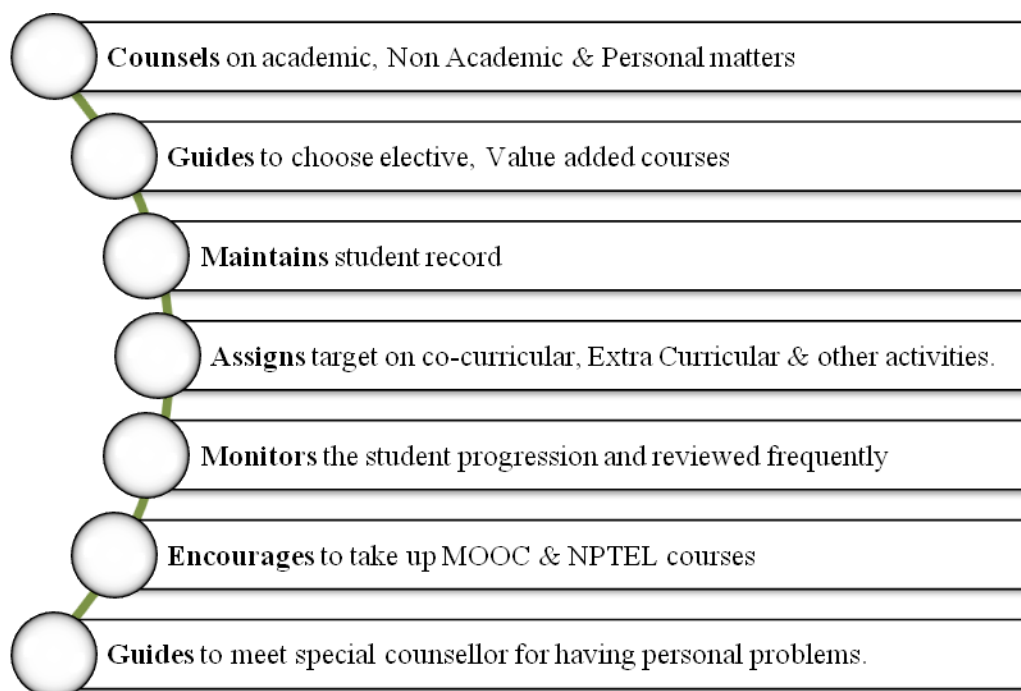 Counsels on academic, Non Academic & Personal matters
Guides to choose elective, Value added courses
Maintains student record
Assigns target on co-curricular, Extra Curricular & other activities.
Monitors the student progression and reviewed frequently
Encourages to take up MOOC & NPTEL courses
Guides to meet special counsellor for having personal problems.